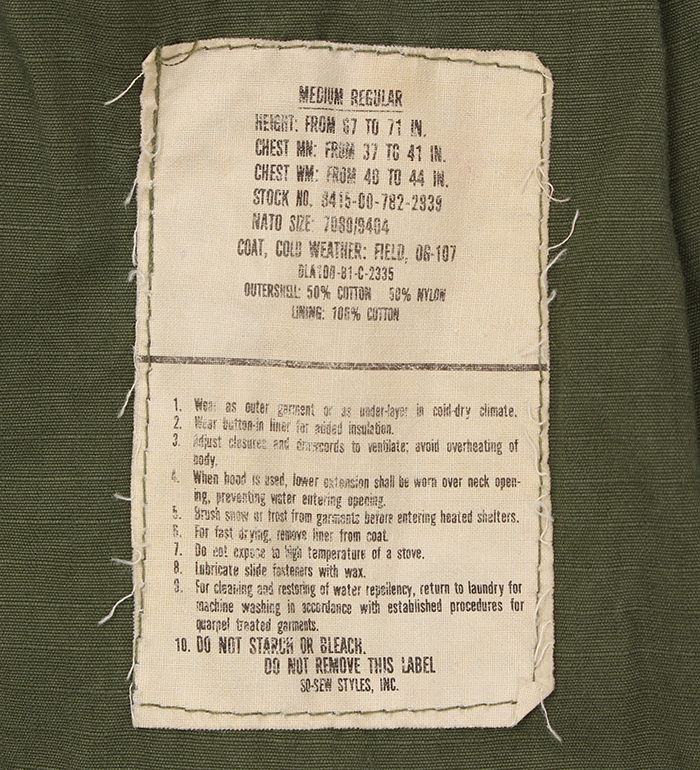 MEDIUM REGULAR
HEIGHT: FROM 67 TO 71 IN.
CHEST MN: FROM 37 TO 41 IN.
CHEST WM: FROM 40 TO 44 IN.
STOCK NO. 8415-00-782-2939
NATO SIZE: 7080/9404
COAT, COLD WEATHER: FIELD, OG-107
DLA100-81-C-2335
OUTERSHELL: 50% COTTON 50% NYLON
LINING: 100% COTTON
1. Wear as outer garment or as under-layer in cold-dry climate.
2. Wear button-in liner for added insulation.
3. Adjust closures and drawcords to ventilate; avoid overheating of
body.
4. When hood is used, lower extension shall be worn over neck open-
ing, preventing water entering opening.
5. Brush snow or frost from garments before entering heated shelters.
6. For fast drying, remove liner from coat.
7. Do not expose to high temperature of a stove.
8. Lubricate slide fasteners with wax.
9. For cleaning and restoring of water repellency, return to laundry for
machine washing in accordance with established procedures for
quarpel treated garments.
10. DO NOT STARCH OR BLEACH.
DO NOT REMOVE THIS LABEL
SO-SEW STYLES, INC.